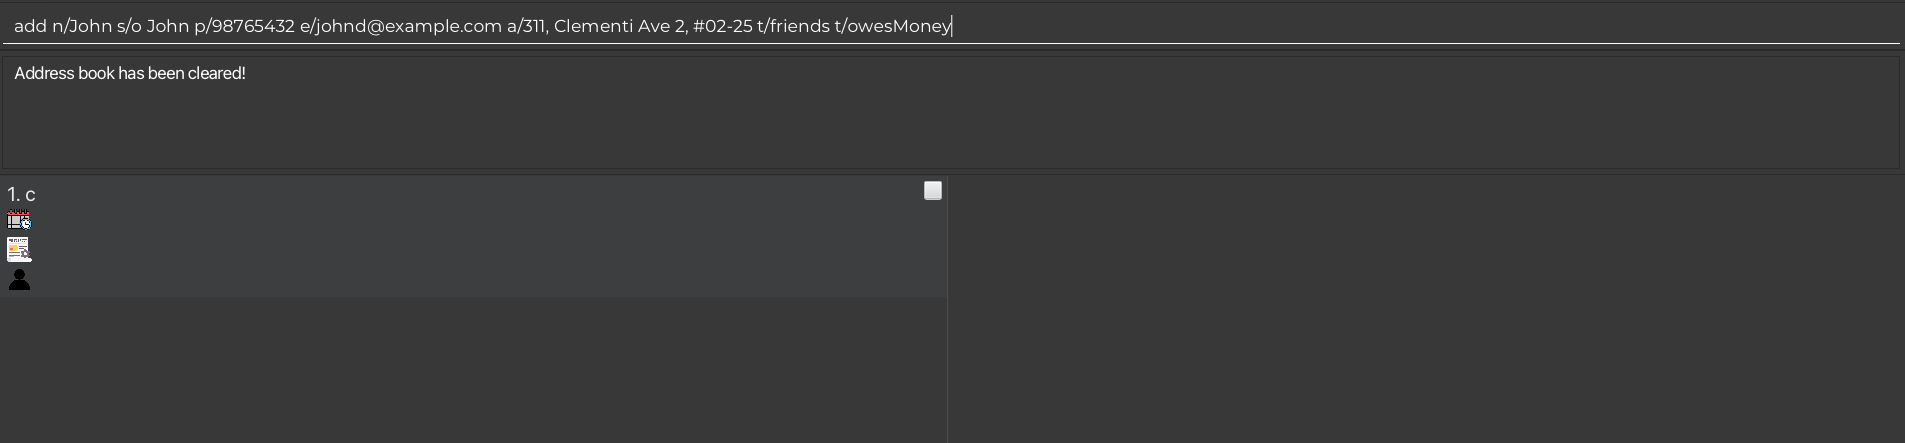 add n/John s/o John p/98765432 e/johnd@example.com a/311, Clementi Ave 2, #02-25 t/friends t/owesMoney
Address book has been cleared!
1. c